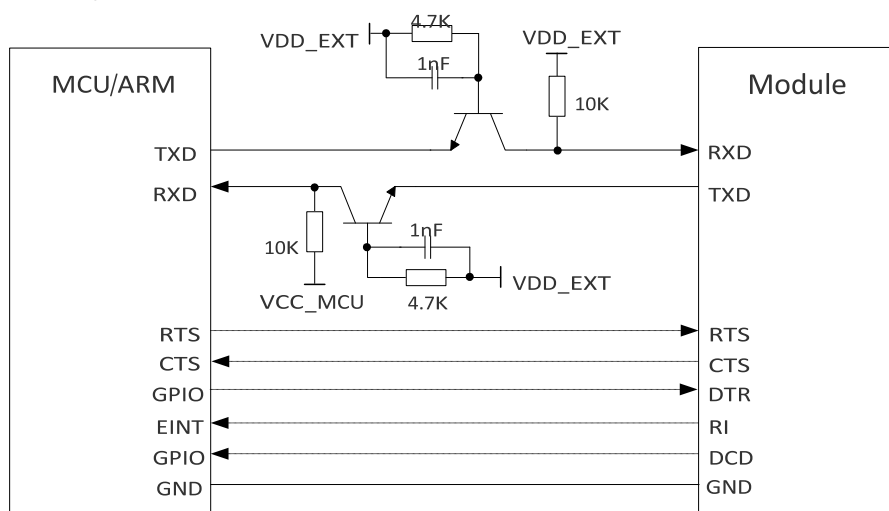 4.7K
VDD_EXT
VDD_EXT
1nF
MCU/ARM
Module
10K
TXD
RXD
RXD
TXD
1nF
10K
VDD_EXT
VCC_MCU
4.7K
RTS
RTS
CTS
CTS
GPIO
DTR
EINT
RI
GPIO
DCD
GND
GND